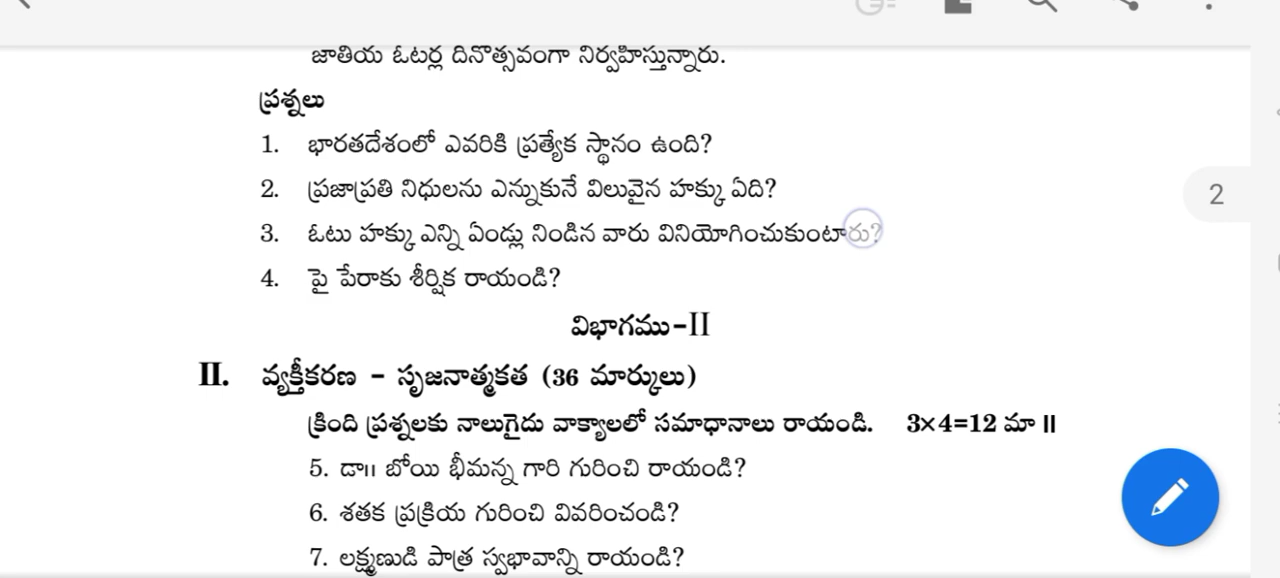 జాతియ ఓటర్ల దినోత్సవంగా నిర్వహిస్తున్నారు.
ప్రశ్నలు
1. భారతదేశంలో ఎవరికి ప్రత్యేక స్థానం ఉంది?
2. ప్రజాప్రతి నిధులను ఎన్నుకునే విలువైన హక్కు ఏది?
3. ఓటు హక్కు ఎన్ని ఏండ్లు నిండిన వారు వినియోగించుకుంటారు?
4. పై పేరాకు శీర్షిక రాయండి?
విభాగము-II
II. వ్యక్తీకరణ - సృజనాత్మకత (36 మార్కులు)
క్రింది ప్రశ్నలకు నాలుగైదు వాక్యాలలో సమాధానాలు రాయండి. 3×4=12 మా ॥
5. డా॥ బోయి భీమన్న గారి గురించి రాయండి?
6. శతక ప్రక్రియ గురించి వివరించండి?
7. లక్ష్మణుడి పాత్ర స్వభావాన్ని రాయండి?
2